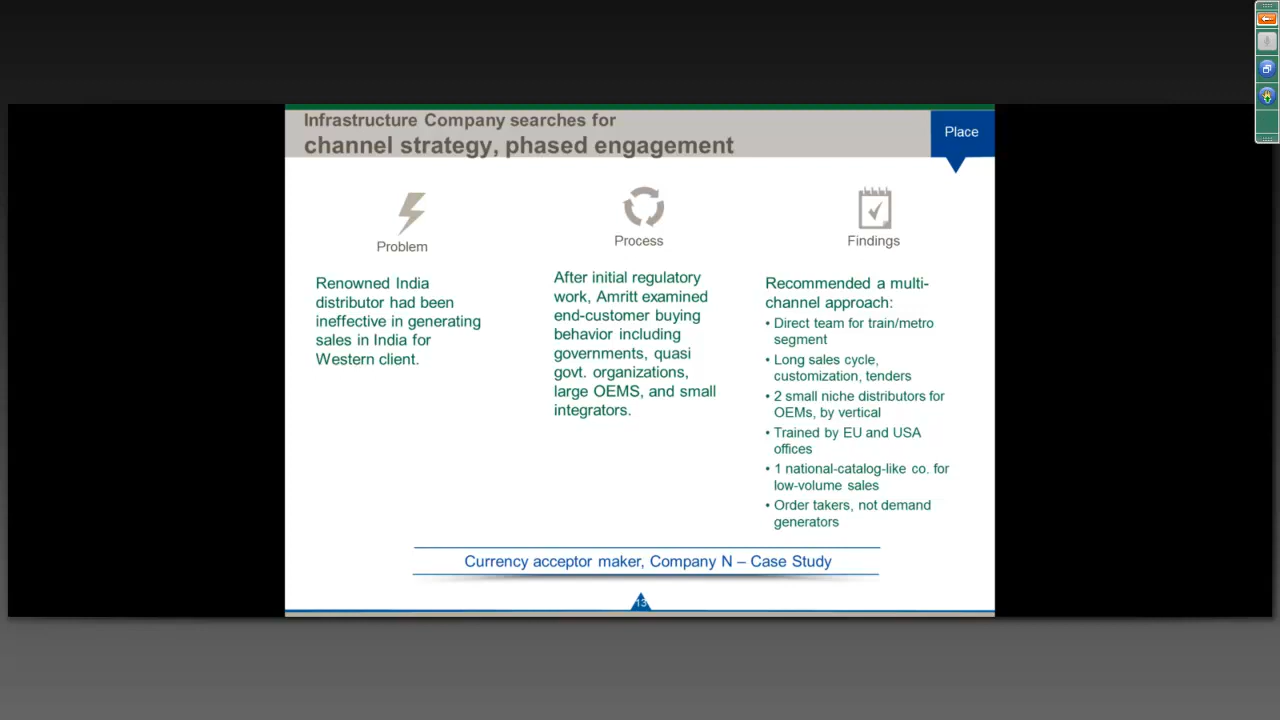 Infrastructure Company searches for
channel strategy, phased engagement
Place
Problem
Renowned India
distributor had been
ineffective in generating
sales in India for
Western client.
Process
After initial regulatory
work, Amritt examined
end-customer buying
behavior including
governments, quasi
govt. organizations,
large OEMS, and small
integrators.
Findings
Recommended a multi-
channel approach:
• Direct team for train/metro
segment
• Long sales cycle,
customization, tenders
• 2 small niche distributors for
OEMs, by vertical
• Trained by EU and USA
offices
• 1 national-catalog-like co. for
low-volume sales
• Order takers, not demand
generators
Currency acceptor maker, Company N – Case Study
13